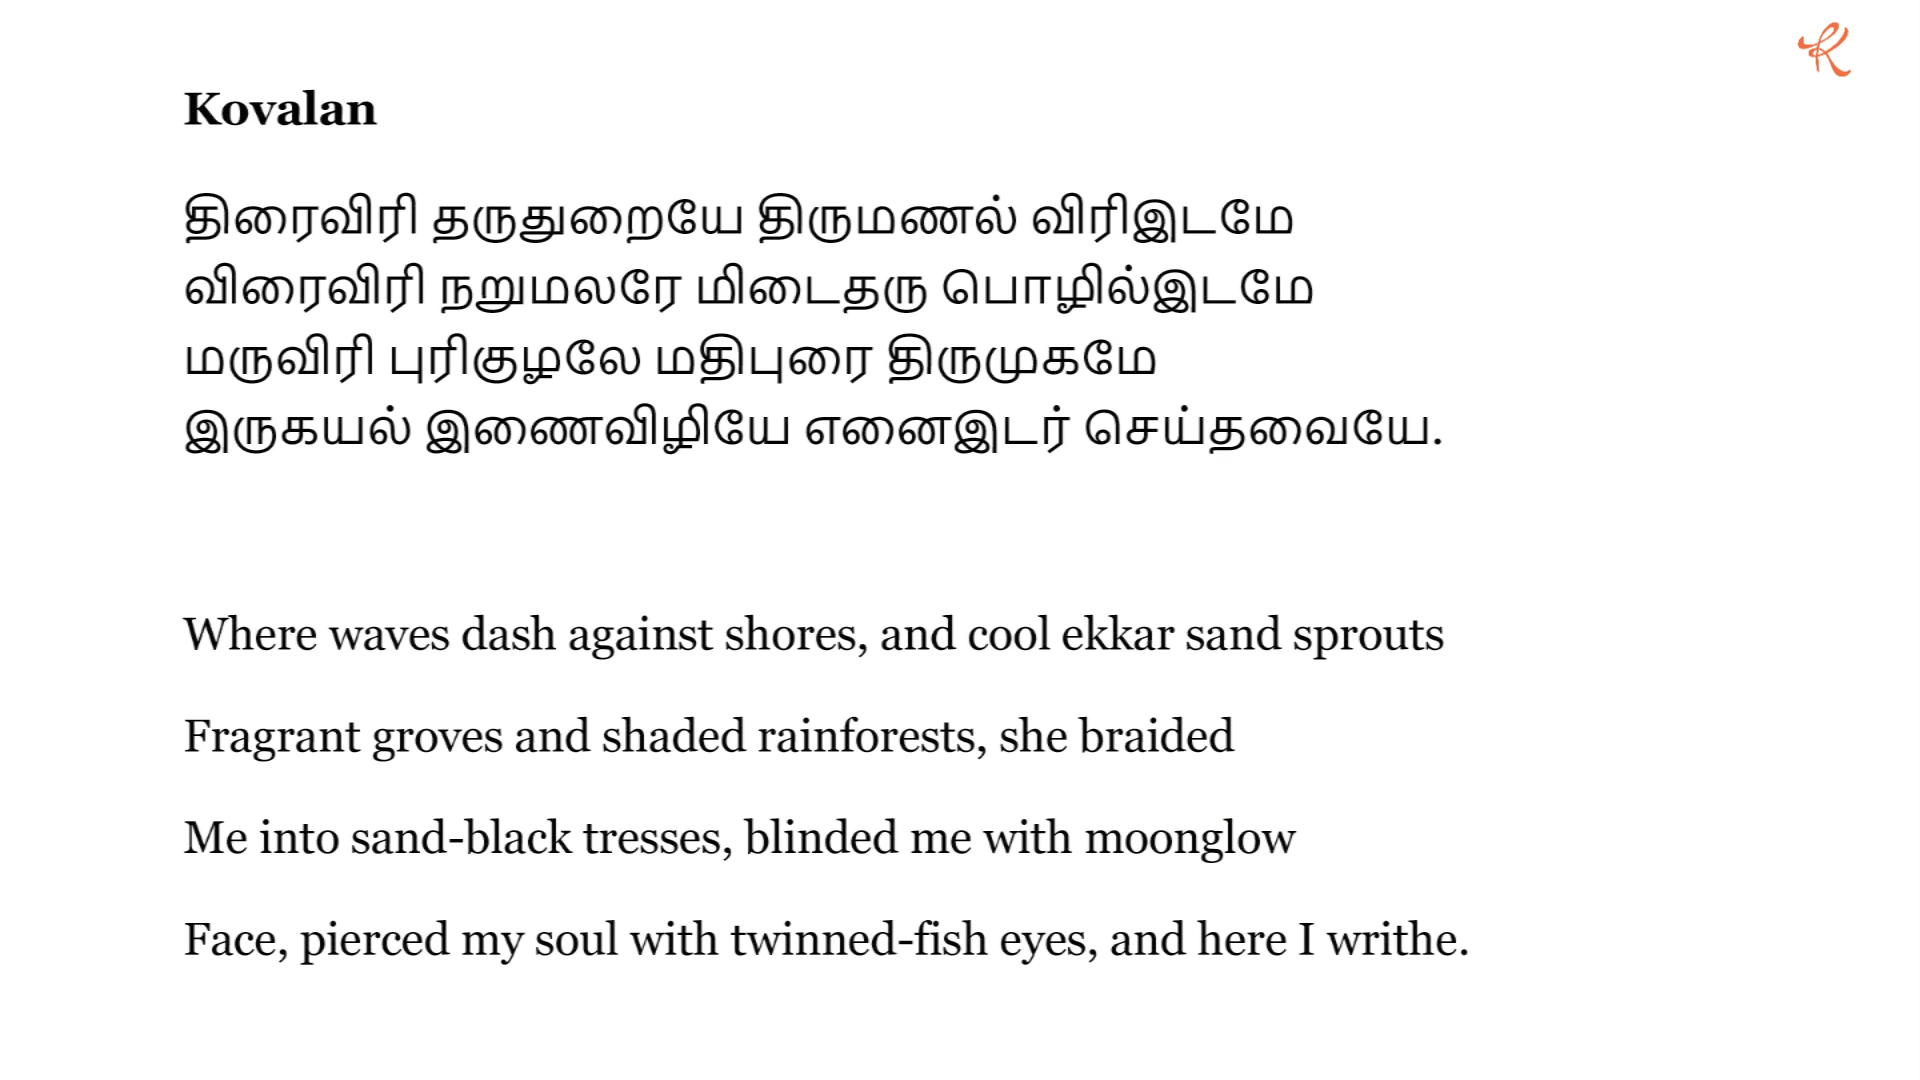 Kovalan
திரைவிரி தருதுறையே திருமணல் விரிஇடமே
விரைவிரி நறுமலரே மிடைதரு பொழில்இடமே
மருவிரி புரிகுழலே மதிபுரை திருமுகமே
இருகயல் இணைவிழியே எனைஇடர் செய்தவையே.
Where waves dash against shores, and cool ekkar sand sprouts
Fragrant groves and shaded rainforests, she braided
Me into sand-black tresses, blinded me with moonglow
Face, pierced my soul with twinned-fish eyes, and here I writhe.